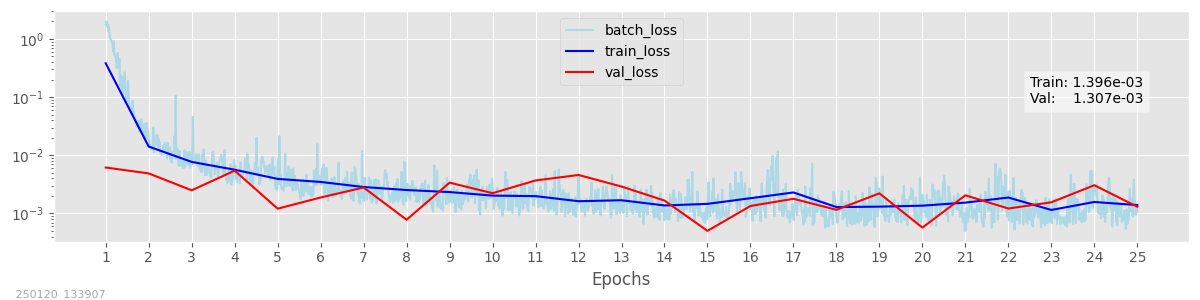 10⁰
10⁻¹
10⁻²
10⁻³
batch_loss
train_loss
val_loss
Train: 1.396e-03
Val: 1.307e-03
1 2 3 4 5 6 7 8 9 10 11 12 13 14 15 16 17 18 19 20 21 22 23 24 25
Epochs
250120_133907